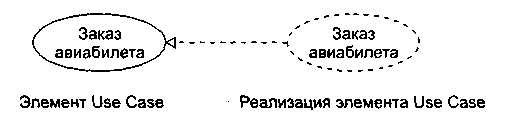 Заказ
авиабилета
Заказ
авиабилета
Элемент Use Case
Реализация элемента Use Case